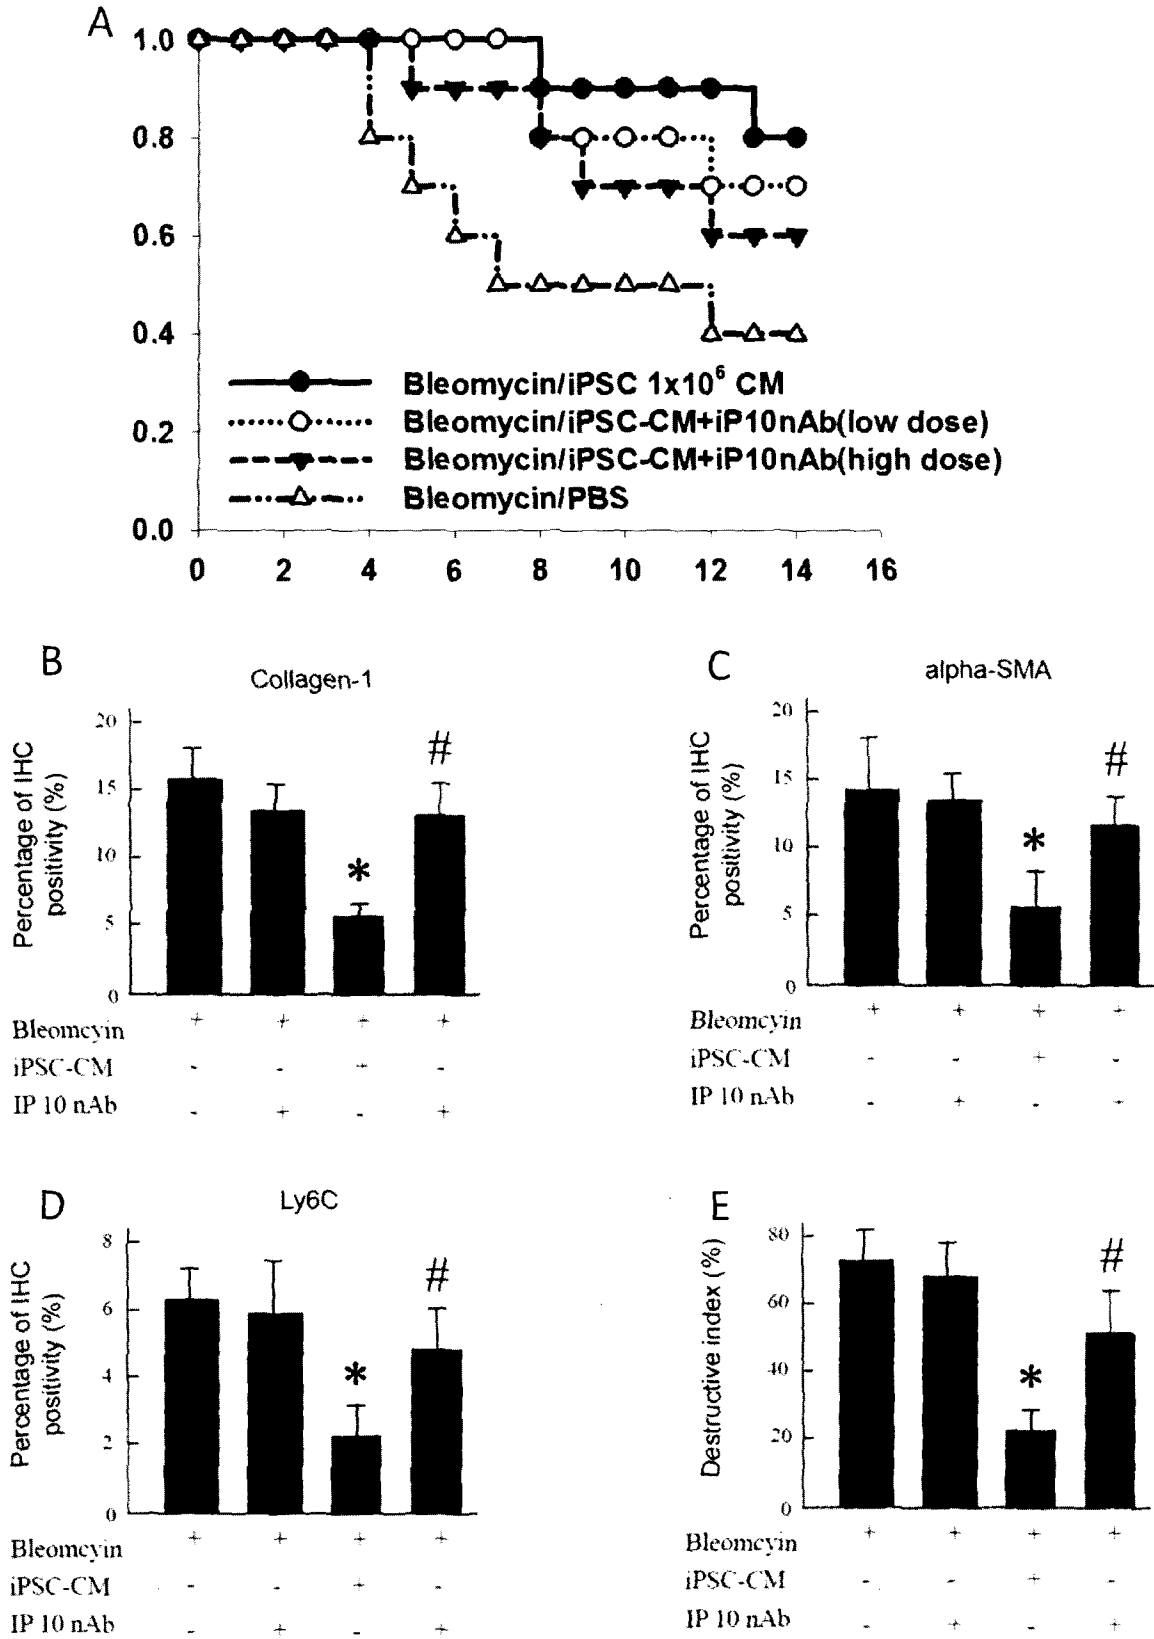 A
1.0
0.8
0.6
0.4
0.2
0.0
0 2 4 6 8 10 12 14 16
Bleomycin/iPSC 1x10⁶ CM
Bleomycin/iPSC-CM+iP10nAb(low dose)
Bleomycin/iPSC-CM+iP10nAb(high dose)
Bleomycin/PBS
B
Collagen-1
Percentage of IHC
positivity (%)
20
15
10
5
0
* #
Bleomcyin + + + +
iPSC-CM - - + -
IP 10 nAb - + - +
C
alpha-SMA
Percentage of IHC
positivity (%)
20
15
10
5
0
* #
Bleomcyin + + + +
iPSC-CM - - + -
IP 10 nAb - + - +
D
Ly6C
Percentage of IHC
positivity (%)
8
6
4
2
0
* #
Bleomcyin + + + +
iPSC-CM - - + -
IP 10 nAb - + - +
E
Destructive index (%)
80
60
40
20
0
* #
Bleomcyin + + + +
iPSC-CM - - + -
IP 10 nAb - + - +